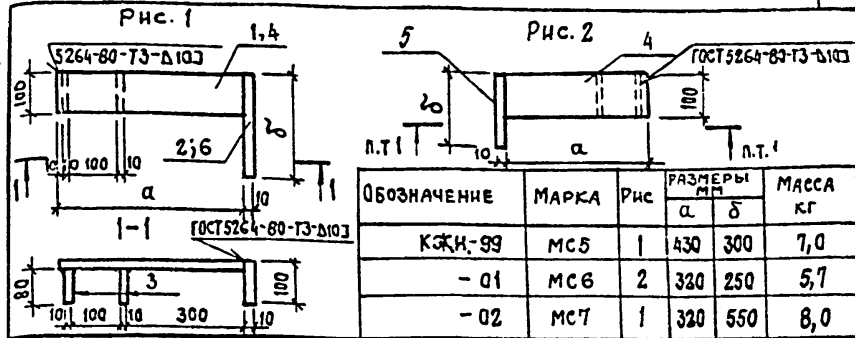 Рис. 1
5264-80-Т3-Δ10
1,4
100
б
2;6
100 10
1 1
а
10
1-1
ГОСТ5264-80-Т3-Δ10
80
3
100
10 100 10 300 10
Рис. 2
5
4
ГОСТ5264-80-Т3-Δ10
б
100
п.т 1
10
а
п.т. 1
ОБОЗНАЧЕНИЕ МАРКА Рис РАЗМЕРЫ ММ МАССА КГ
а б
КЖИ-99 МС5 1 430 300 7,0
- 01 МС6 2 320 250 5,7
- 02 МС7 1 320 550 8,0